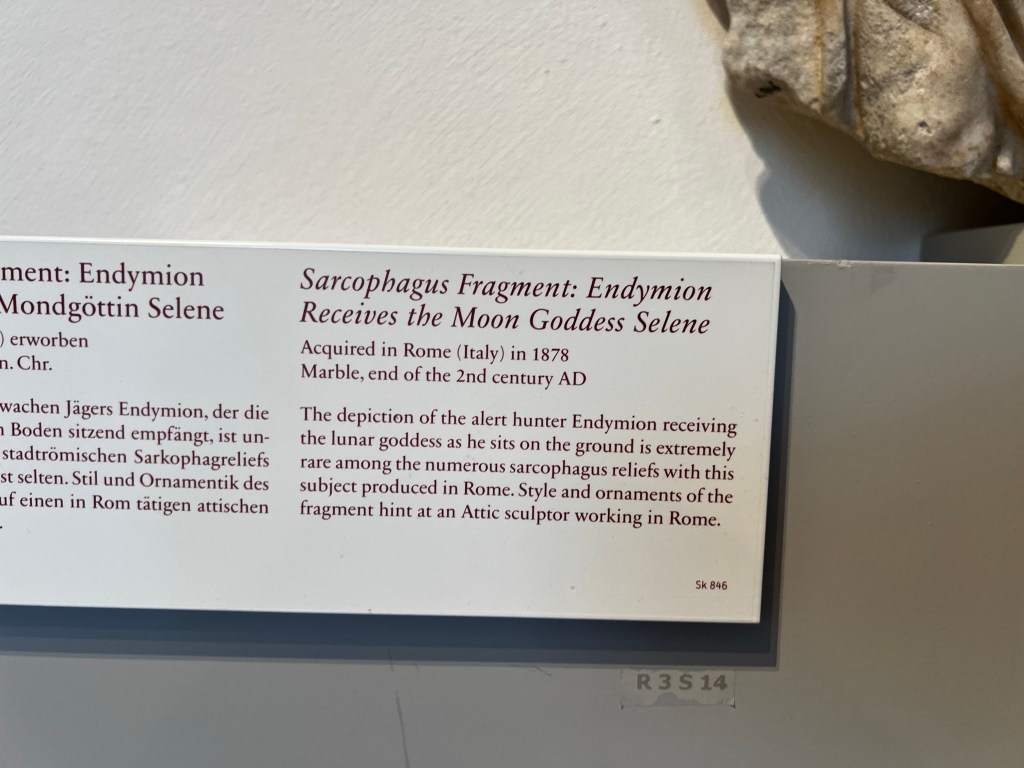 ment: Endymion
Mondgöttin Selene
) erworben
n. Chr.
wachen Jägers Endymion, der die
n Boden sitzend empfängt, ist un-
stadtrömischen Sarkophagreliefs
st selten. Stil und Ornamentik des
uf einen in Rom tätigen attischen
.
Sarcophagus Fragment: Endymion
Receives the Moon Goddess Selene
Acquired in Rome (Italy) in 1878
Marble, end of the 2nd century AD
The depiction of the alert hunter Endymion receiving
the lunar goddess as he sits on the ground is extremely
rare among the numerous sarcophagus reliefs with this
subject produced in Rome. Style and ornaments of the
fragment hint at an Attic sculptor working in Rome.
Sk 846
R 3 S 14